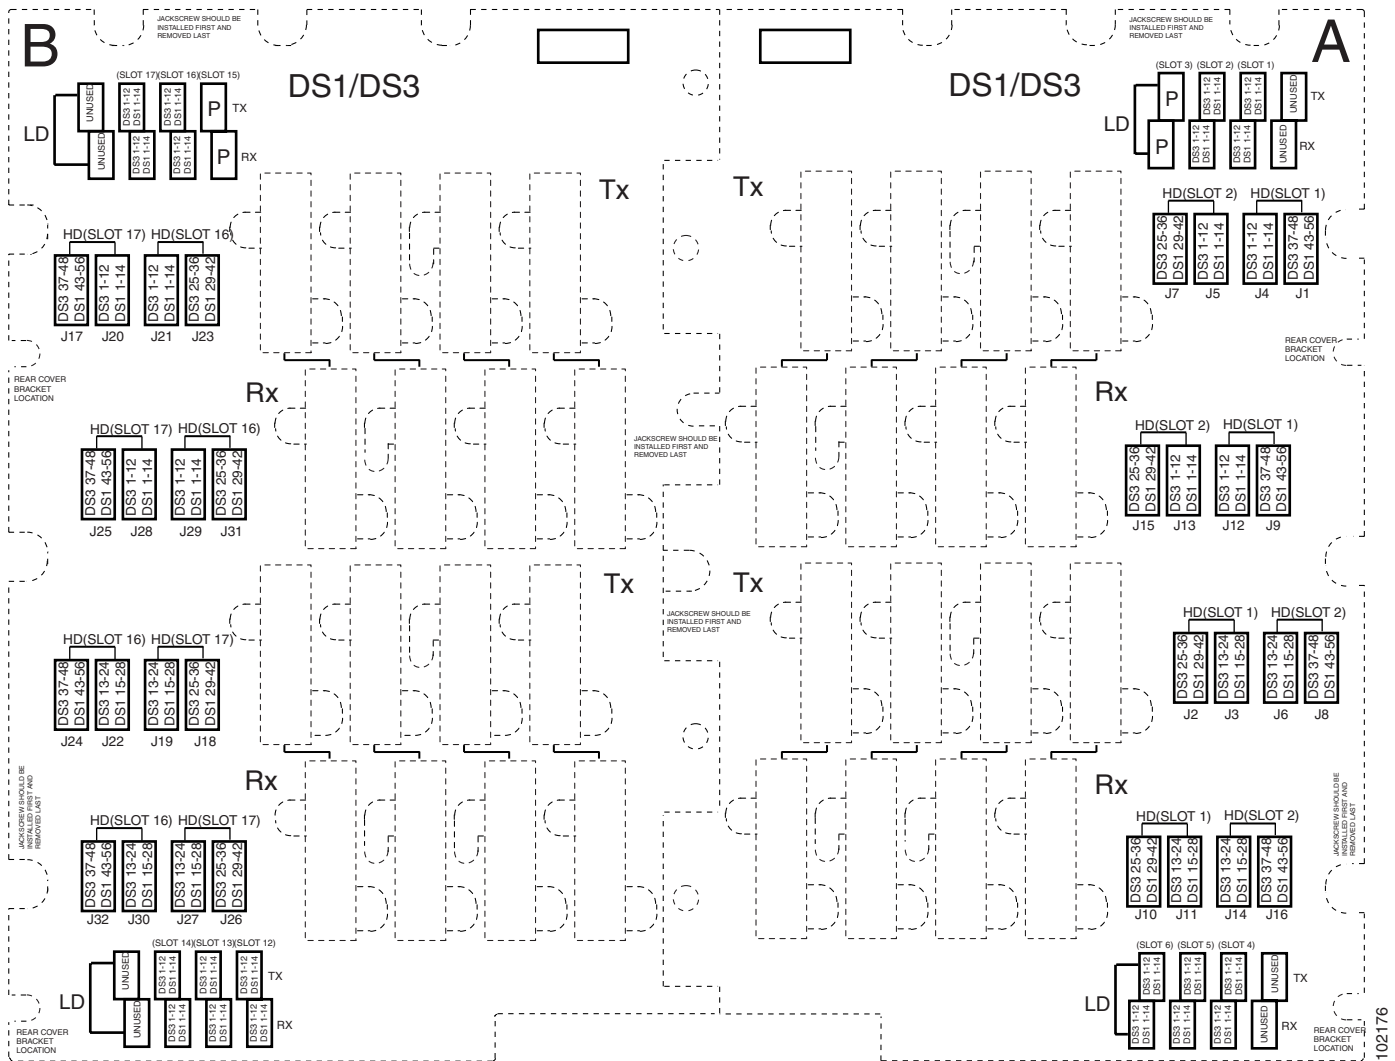 B
JACKSCREW SHOULD BE
INSTALLED FIRST AND
REMOVED LAST
DS1/DS3
(SLOT 17)(SLOT 16)(SLOT 15)
UNUSED
DS3 1-12
DS1 1-14
DS3 1-12
DS1 1-14
P
TX
LD
UNUSED
DS3 1-12
DS1 1-14
DS3 1-12
DS1 1-14
P
RX
Tx
HD(SLOT 17) HD(SLOT 16)
DS3 37-48
DS1 43-56
DS3 1-12
DS1 1-14
DS3 1-12
DS1 1-14
DS3 25-36
DS1 29-42
J17 J20 J21 J23
REAR COVER
BRACKET
LOCATION
Rx
HD(SLOT 17) HD(SLOT 16)
DS3 37-48
DS1 43-56
DS3 1-12
DS1 1-14
DS3 1-12
DS1 1-14
DS3 25-36
DS1 29-42
J25 J28 J29 J31
JACKSCREW SHOULD BE
INSTALLED FIRST AND
REMOVED LAST
Tx
HD(SLOT 16) HD(SLOT 17)
DS3 37-48
DS1 43-56
DS3 13-24
DS1 15-28
DS3 13-24
DS1 15-28
DS3 25-36
DS1 29-42
J24 J22 J19 J18
JACKSCREW SHOULD BE
INSTALLED FIRST AND
REMOVED LAST
Rx
HD(SLOT 16) HD(SLOT 17)
DS3 37-48
DS1 43-56
DS3 13-24
DS1 15-28
DS3 13-24
DS1 15-28
DS3 25-36
DS1 29-42
J32 J30 J27 J26
(SLOT 14)(SLOT 13)(SLOT 12)
UNUSED
DS3 1-12
DS1 1-14
DS3 1-12
DS1 1-14
DS3 1-12
DS1 1-14
TX
LD
UNUSED
DS3 1-12
DS1 1-14
DS3 1-12
DS1 1-14
DS3 1-12
DS1 1-14
RX
REAR COVER
BRACKET
LOCATION
A
JACKSCREW SHOULD BE
INSTALLED FIRST AND
REMOVED LAST
DS1/DS3
(SLOT 3) (SLOT 2) (SLOT 1)
P
DS3 1-12
DS1 1-14
DS3 1-12
DS1 1-14
UNUSED
TX
LD
P
DS3 1-12
DS1 1-14
DS3 1-12
DS1 1-14
UNUSED
RX
Tx
HD(SLOT 2) HD(SLOT 1)
DS3 25-36
DS1 29-42
DS3 1-12
DS1 1-14
DS3 1-12
DS1 1-14
DS3 37-48
DS1 43-56
J7 J5 J4 J1
REAR COVER
BRACKET
LOCATION
Rx
HD(SLOT 2) HD(SLOT 1)
DS3 25-36
DS1 29-42
DS3 1-12
DS1 1-14
DS3 1-12
DS1 1-14
DS3 37-48
DS1 43-56
J15 J13 J12 J9
Tx
JACKSCREW SHOULD BE
INSTALLED FIRST AND
REMOVED LAST
HD(SLOT 1) HD(SLOT 2)
DS3 25-36
DS1 29-42
DS3 13-24
DS1 15-28
DS3 13-24
DS1 15-28
DS3 37-48
DS1 43-56
J2 J3 J6 J8
Rx
JACKSCREW SHOULD BE
INSTALLED FIRST AND
REMOVED LAST
HD(SLOT 1) HD(SLOT 2)
DS3 25-36
DS1 29-42
DS3 13-24
DS1 15-28
DS3 13-24
DS1 15-28
DS3 37-48
DS1 43-56
J10 J11 J14 J16
(SLOT 6) (SLOT 5) (SLOT 4)
DS3 1-12
DS1 1-14
DS3 1-12
DS1 1-14
DS3 1-12
DS1 1-14
UNUSED
TX
LD
DS3 1-12
DS1 1-14
DS3 1-12
DS1 1-14
DS3 1-12
DS1 1-14
UNUSED
RX
REAR COVER
BRACKET
LOCATION
102176